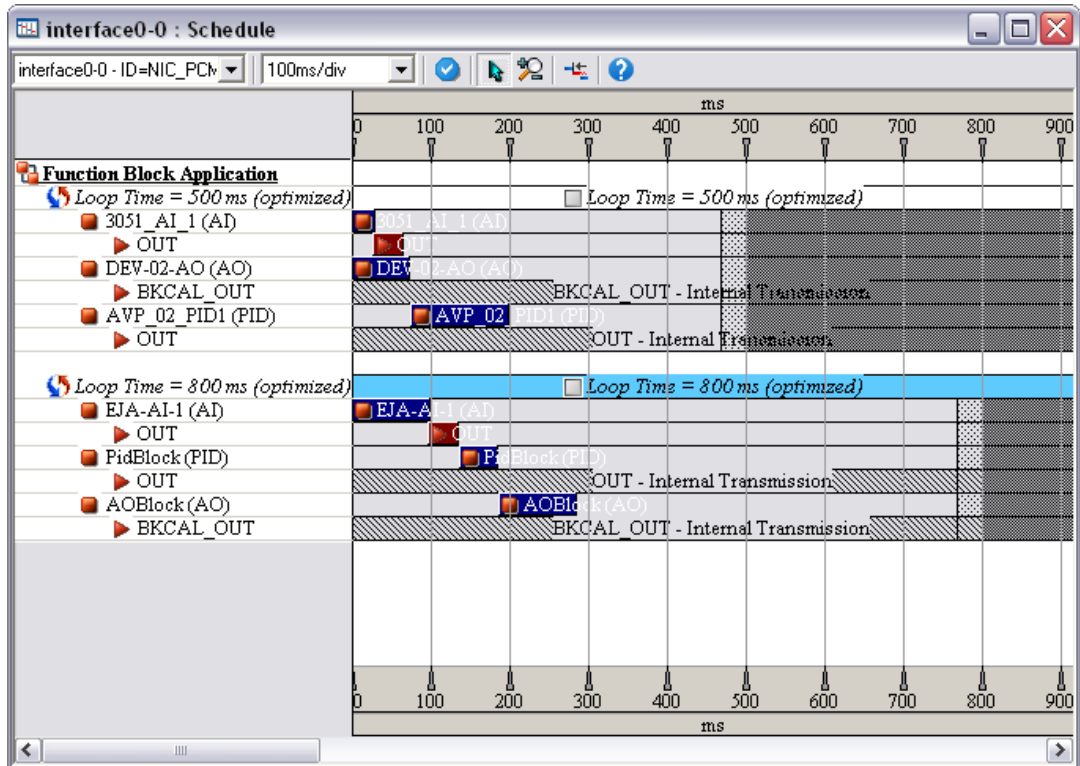 interface0-0 : Schedule
interface0-0 - ID=NIC_PCM 100ms/div
ms
0 100 200 300 400 500 600 700 800 900
Function Block Application
Loop Time = 500 ms (optimized) Loop Time = 500 ms (optimized)
3051_AI_1 (AI) 3051_AI_1 (AI)
OUT OUT
DEV-02-AO (AO) DEV-02-AO (AO)
BKCAL_OUT BKCAL_OUT - Internal Transmission
AVP_02_PID1 (PID) AVP_02_PID1 (PID)
OUT OUT - Internal Transmission
Loop Time = 800 ms (optimized) Loop Time = 800 ms (optimized)
EJA-AI-1 (AI) EJA-AI-1 (AI)
OUT OUT
PidBlock (PID) PidBlock (PID)
OUT OUT - Internal Transmission
AOBlock (AO) AOBlock (AO)
BKCAL_OUT BKCAL_OUT - Internal Transmission
0 100 200 300 400 500 600 700 800 900
ms